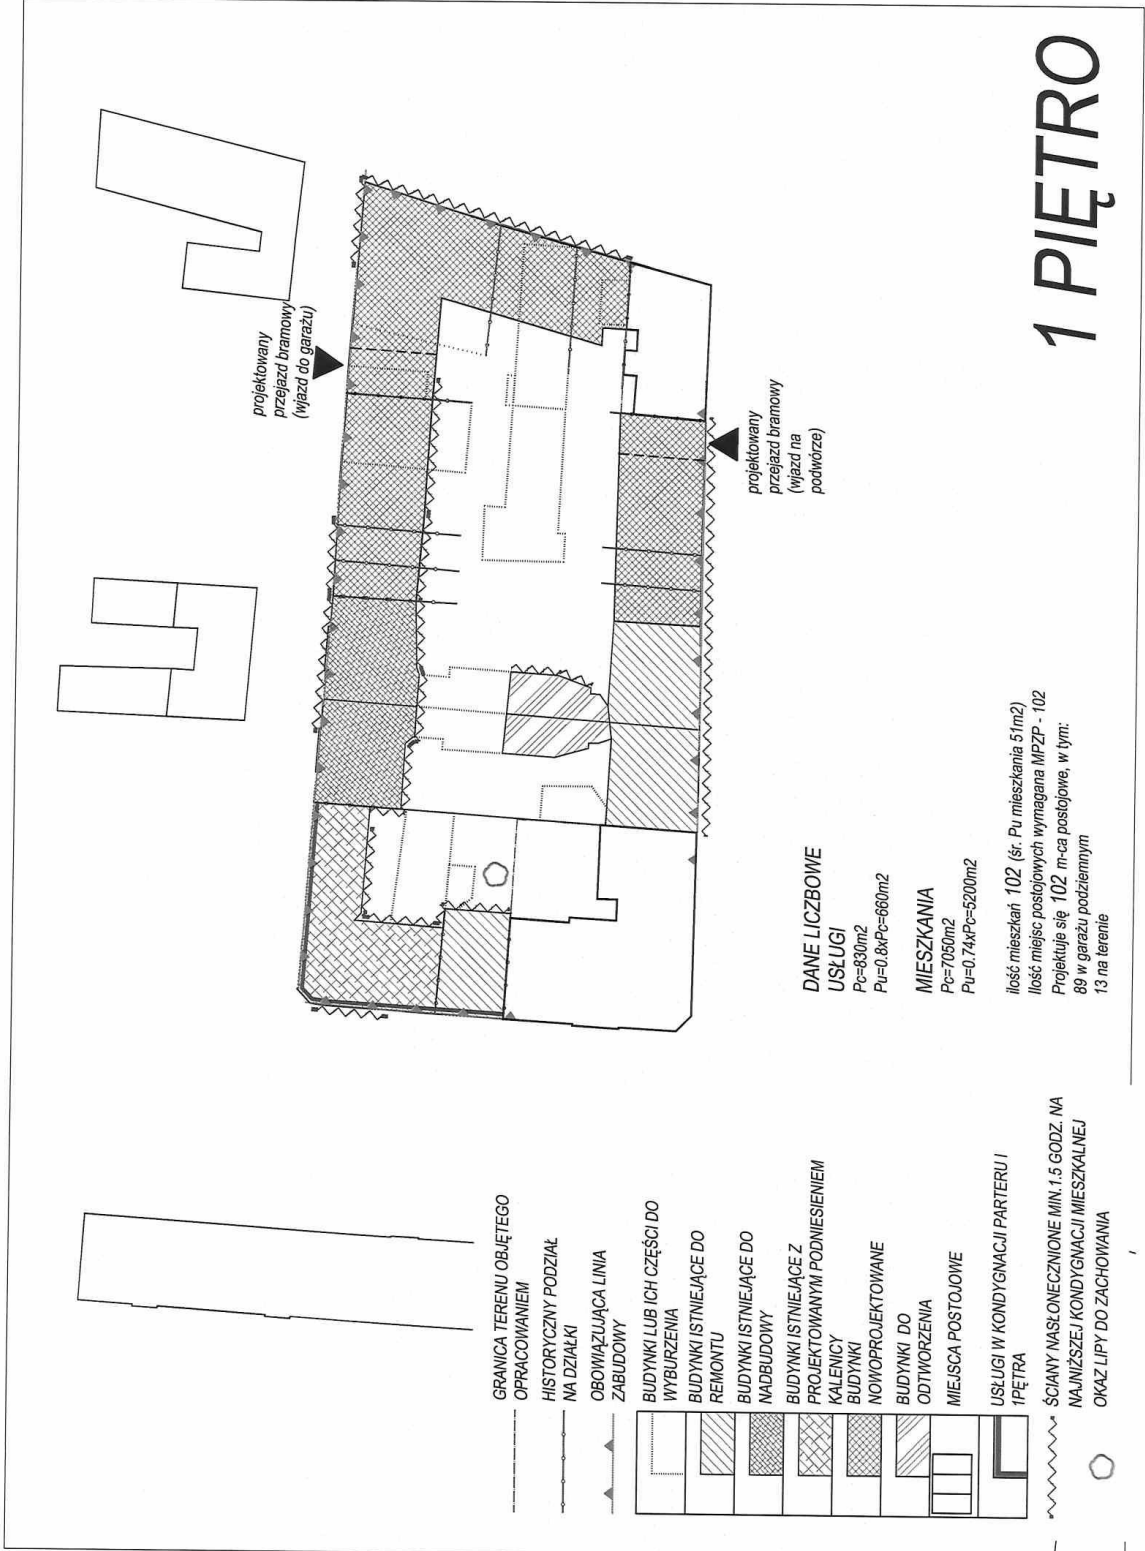 1 PIĘTRO
projektowany
przejazd bramowy
(wjazd do garażu)
projektowany
przejazd bramowy
(wjazd na
podwórze)
DANE LICZBOWE
USŁUGI
Pc=830m2
Pu=0.8xPc=660m2
MIESZKANIA
Pc=7050m2
Pu=0.74xPc=5200m2
ilość mieszkań 102 (śr. Pu mieszkania 51m2)
Ilość miejsc postojowych wymagana MPZP - 102
Projektuje się 102 m-ca postojowe, w tym:
89 w garażu podziemnym
13 na terenie
GRANICA TERENU OBJĘTEGO
OPRACOWANIEM
HISTORYCZNY PODZIAŁ
NA DZIAŁKI
OBOWIĄZUJĄCA LINIA
ZABUDOWY
BUDYNKI LUB ICH CZĘŚCI DO
WYBURZENIA
BUDYNKI ISTNIEJĄCE DO
REMONTU
BUDYNKI ISTNIEJĄCE DO
NADBUDOWY
BUDYNKI ISTNIEJĄCE Z
PROJEKTOWANYM PODNIESIENIEM
KALENICY
BUDYNKI
NOWOPROJEKTOWANE
BUDYNKI DO
ODTWORZENIA
MIEJSCA POSTOJOWE
USŁUGI W KONDYGNACJI PARTERU I
1PĘTRA
ŚCIANY NASŁONECZNIONE MIN.1.5 GODZ. NA
NAJNIŻSZEJ KONDYGNACJI MIESZKALNEJ
OKAZ LIPY DO ZACHOWANIA